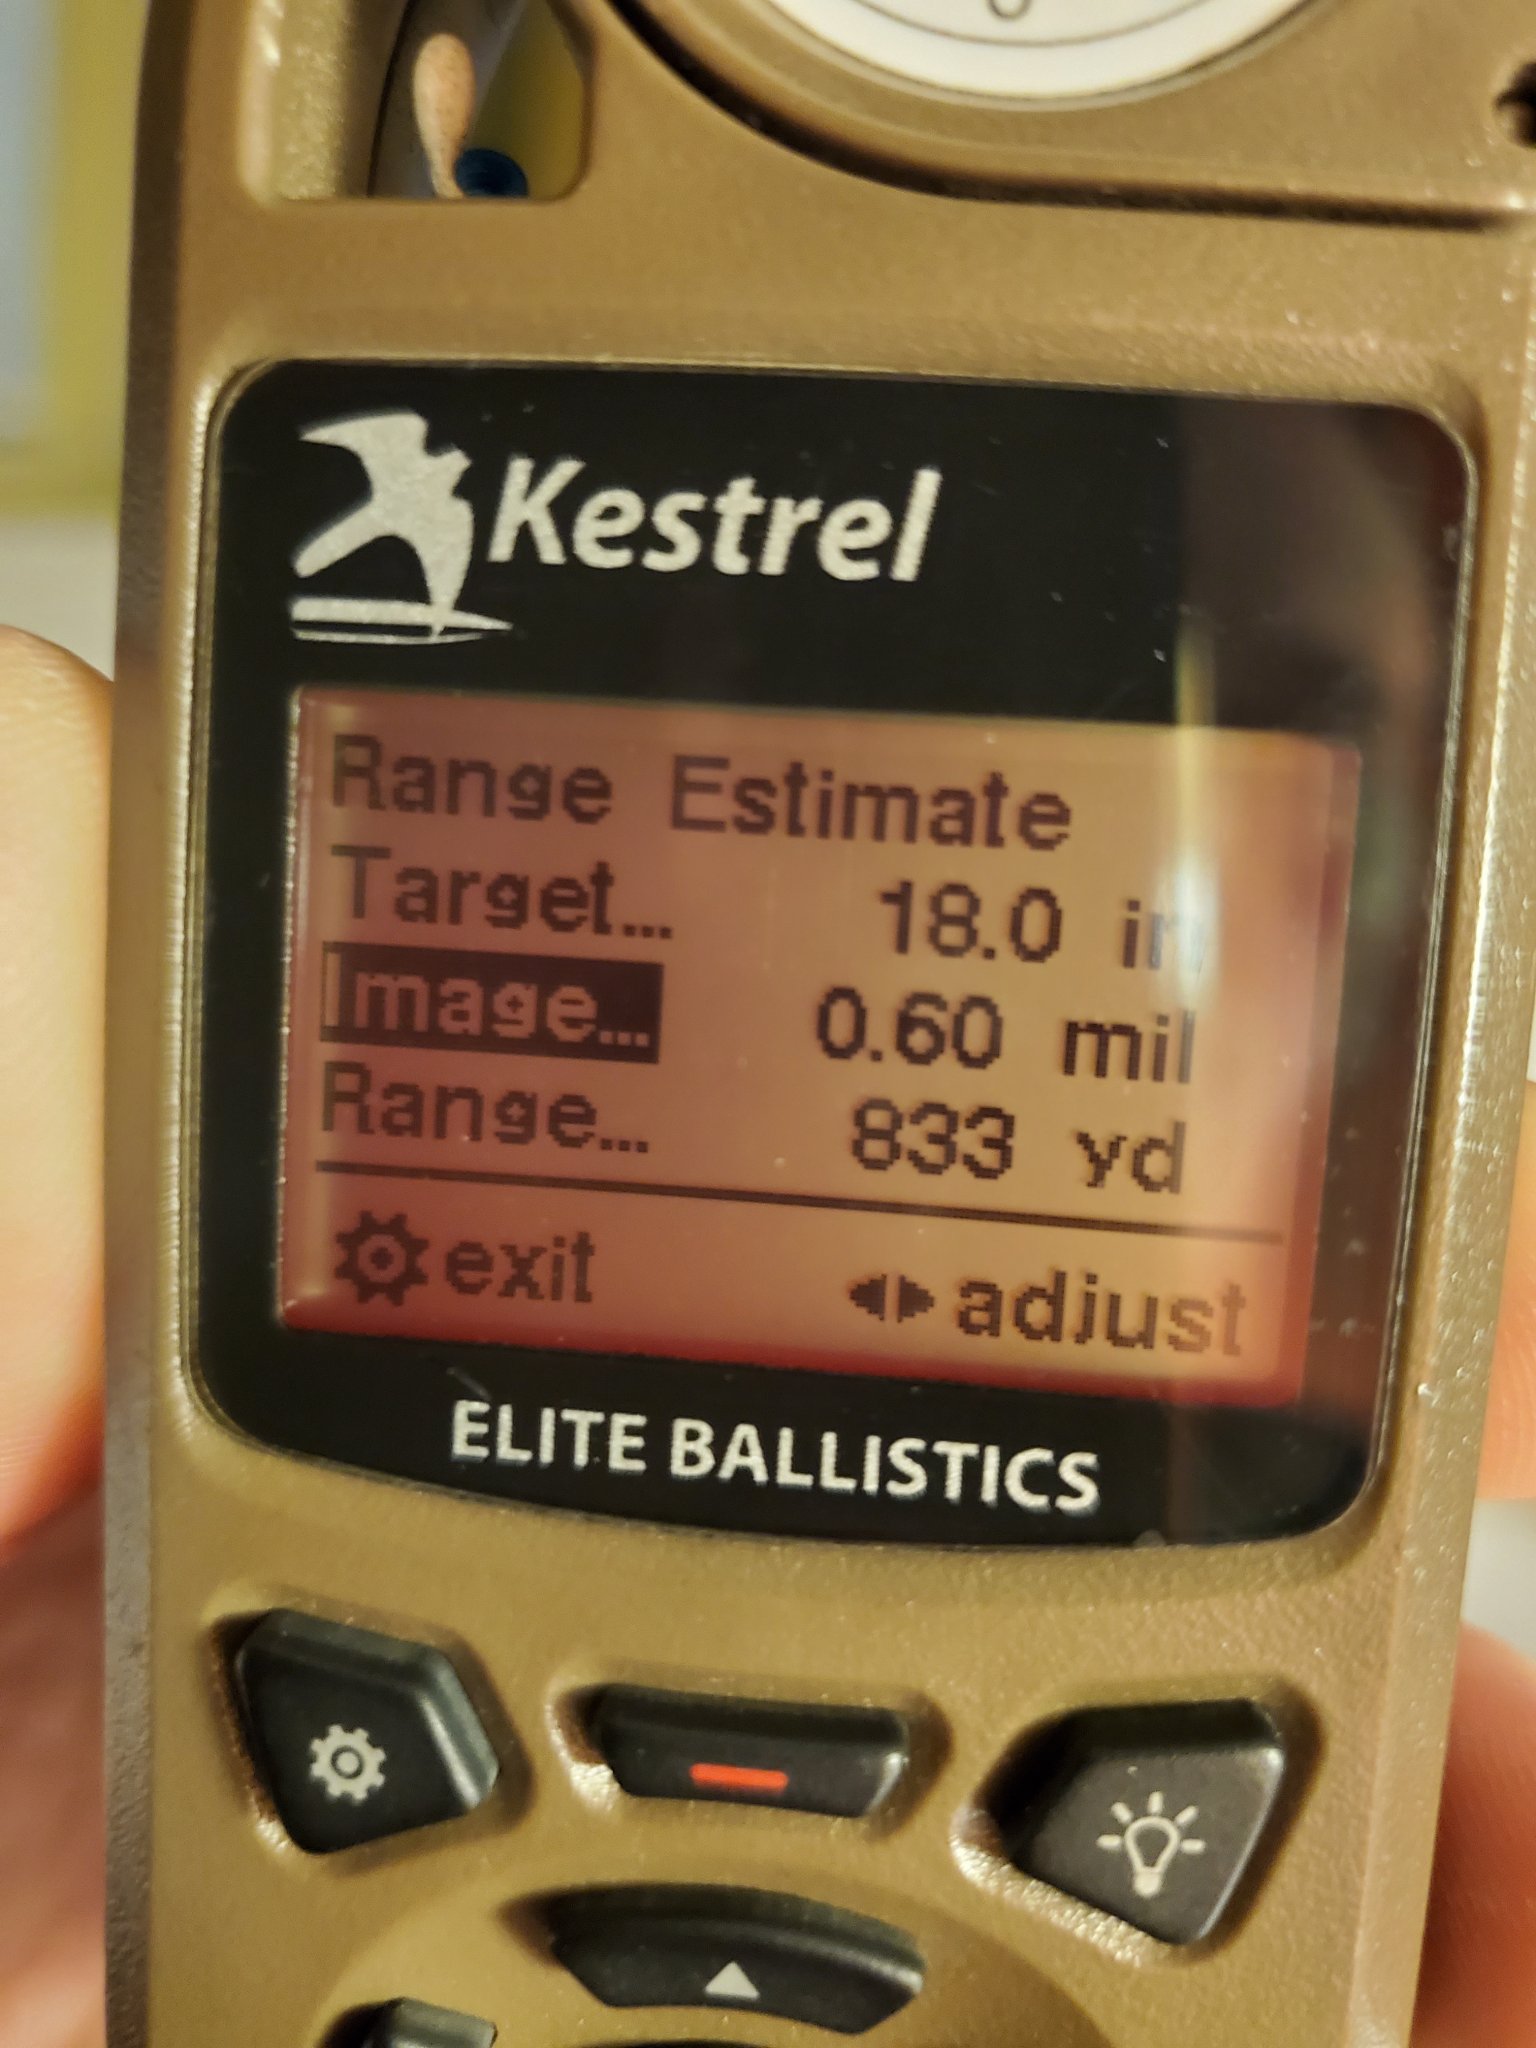 Kestrel
Range Estimate
Target... 18.0 in
Image... 0.60 mil
Range... 833 yd
exit adjust
ELITE BALLISTICS